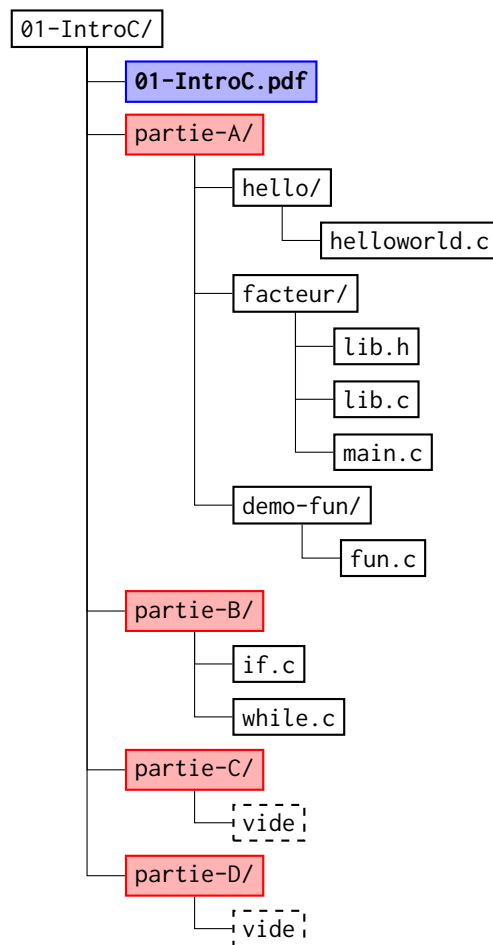 01-IntroC/
01-IntroC.pdf
partie-A/
hello/
helloworld.c
facteur/
lib.h
lib.c
main.c
demo-fun/
fun.c
partie-B/
if.c
while.c
partie-C/
vide
partie-D/
vide